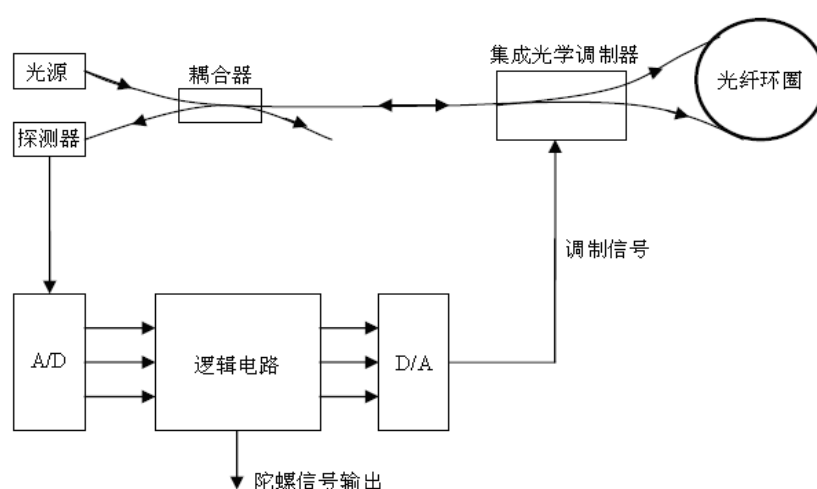 光源
耦合器
集成光学调制器
光纤环圈
探测器
调制信号
A/D
逻辑电路
D/A
陀螺信号输出